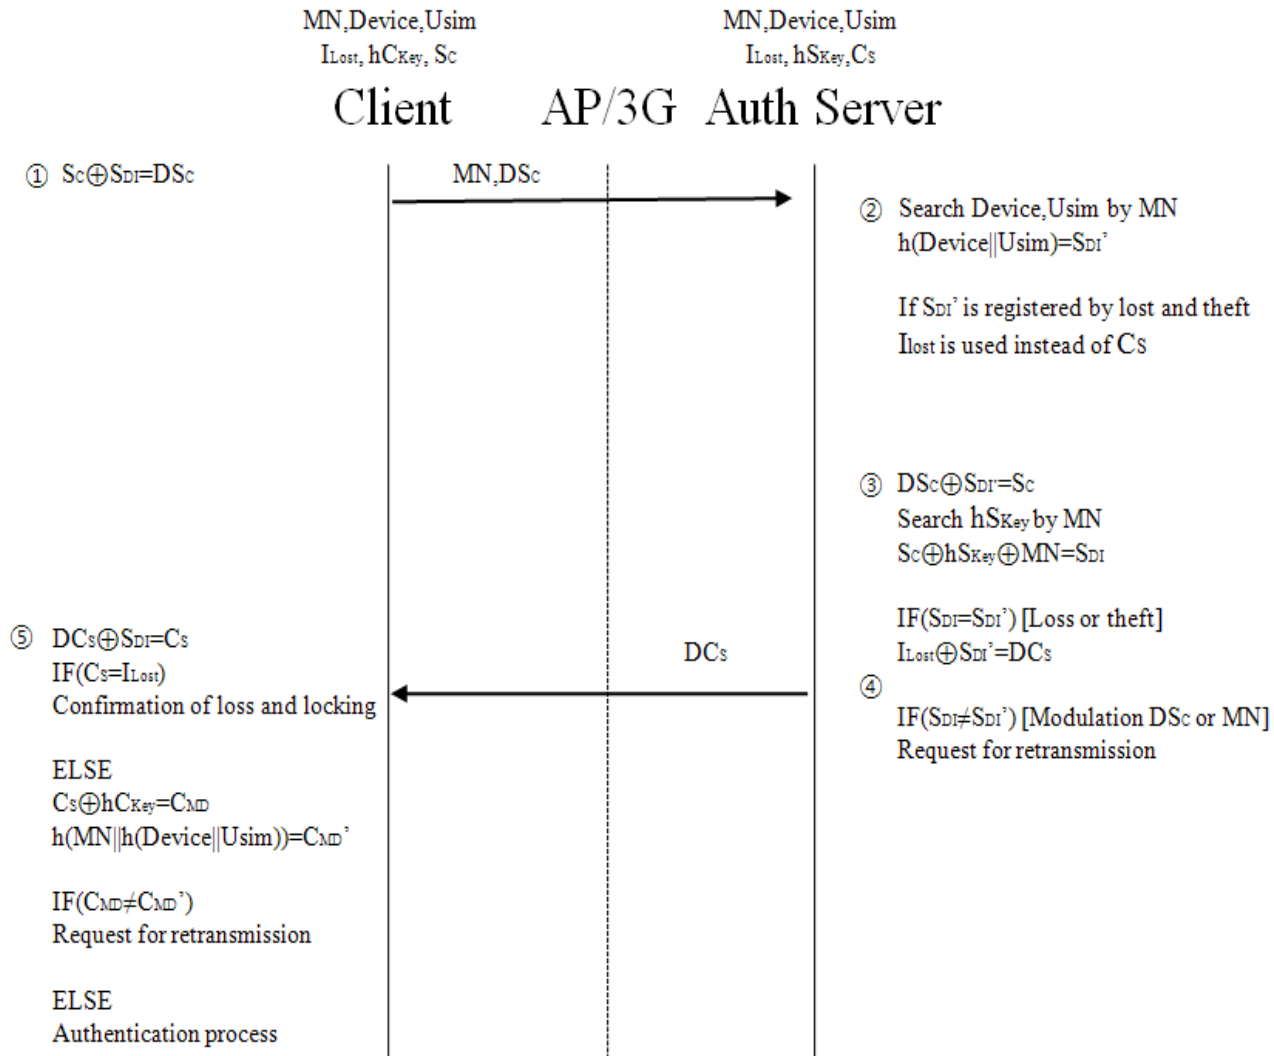 MN,Device,Usim
ILost, hCKey, SC
MN,Device,Usim
ILost, hSKey,CS
Client
AP/3G
Auth Server
① SC⊕SDI=DSC
MN,DSC
② Search Device,Usim by MN
h(Device||Usim)=SDI’
If SDI’ is registered by lost and theft
Ilost is used instead of CS
③ DSC⊕SDI’=SC
Search hSKey by MN
SC⊕hSKey⊕MN=SDI
IF(SDI=SDI’) [Loss or theft]
ILost⊕SDI’=DCS
④
IF(SDI≠SDI’) [Modulation DSC or MN]
Request for retransmission
DCS
⑤ DCS⊕SDI=CS
IF(CS=ILost)
Confirmation of loss and locking
ELSE
CS⊕hCKey=CMD
h(MN||h(Device||Usim))=CMD’
IF(CMD≠CMD’)
Request for retransmission
ELSE
Authentication process